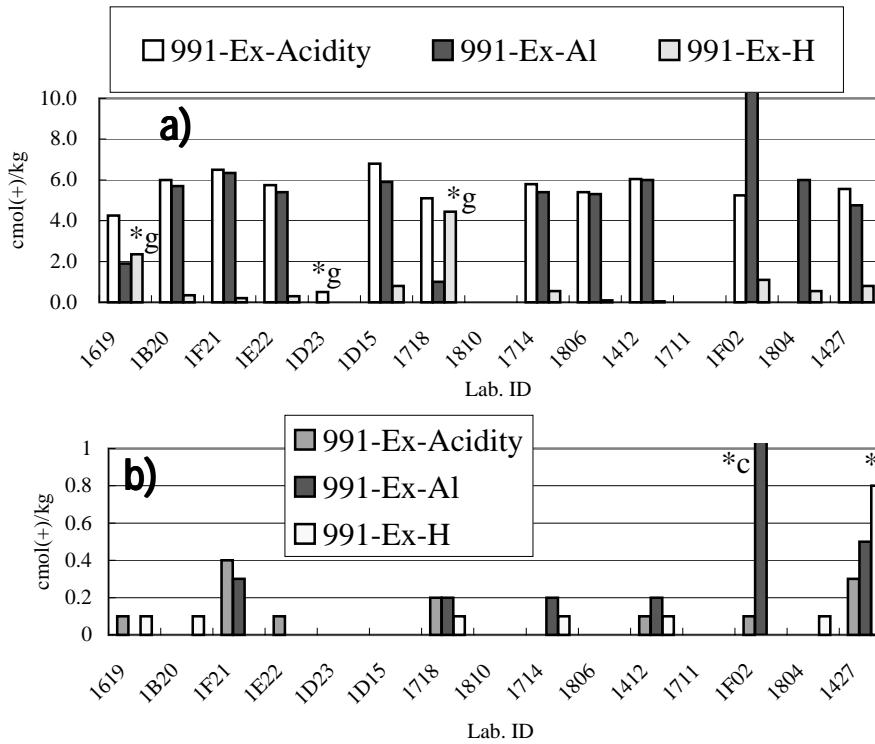 991-Ex-Acidity 991-Ex-Al 991-Ex-H
a)
cmol(+)/kg
10.0
8.0
6.0
4.0
2.0
0.0
*g
*g
*g
1619 1B20 1F21 1E22 1D23 1D15 1718 1810 1714 1806 1412 1711 1F02 1804 1427
Lab. ID
b)
991-Ex-Acidity
991-Ex-Al
991-Ex-H
cmol(+)/kg
1
0.8
0.6
0.4
0.2
0
*c
*
1619 1B20 1F21 1E22 1D23 1D15 1718 1810 1714 1806 1412 1711 1F02 1804 1427
Lab. ID